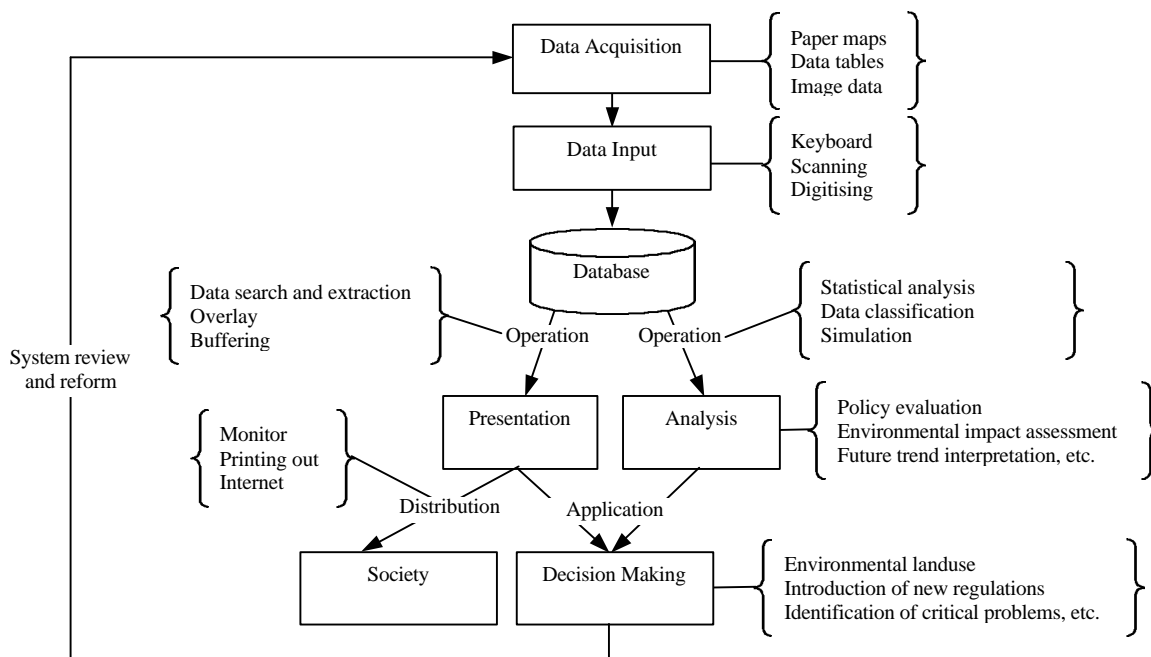 Data Acquisition
Paper maps
Data tables
Image data
Data Input
Keyboard
Scanning
Digitising
Database
Data search and extraction
Overlay
Buffering
Operation
Operation
Statistical analysis
Data classification
Simulation
System review
and reform
Presentation
Analysis
Policy evaluation
Environmental impact assessment
Future trend interpretation, etc.
Monitor
Printing out
Internet
Distribution
Application
Society
Decision Making
Environmental landuse
Introduction of new regulations
Identification of critical problems, etc.